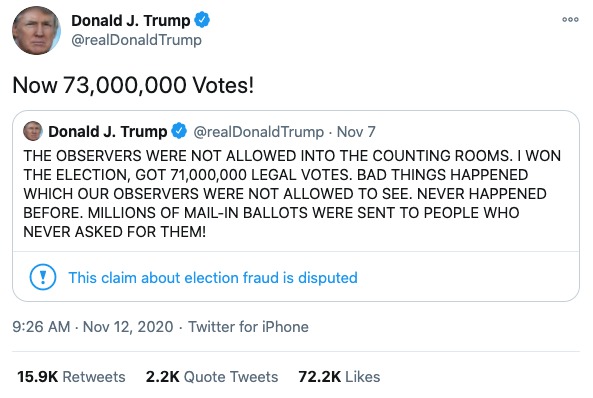 Donald J. Trump
@realDonaldTrump
Now 73,000,000 Votes!
Donald J. Trump @realDonaldTrump · Nov 7
THE OBSERVERS WERE NOT ALLOWED INTO THE COUNTING ROOMS. I WON
THE ELECTION, GOT 71,000,000 LEGAL VOTES. BAD THINGS HAPPENED
WHICH OUR OBSERVERS WERE NOT ALLOWED TO SEE. NEVER HAPPENED
BEFORE. MILLIONS OF MAIL-IN BALLOTS WERE SENT TO PEOPLE WHO
NEVER ASKED FOR THEM!
This claim about election fraud is disputed
9:26 AM · Nov 12, 2020 · Twitter for iPhone
15.9K Retweets 2.2K Quote Tweets 72.2K Likes